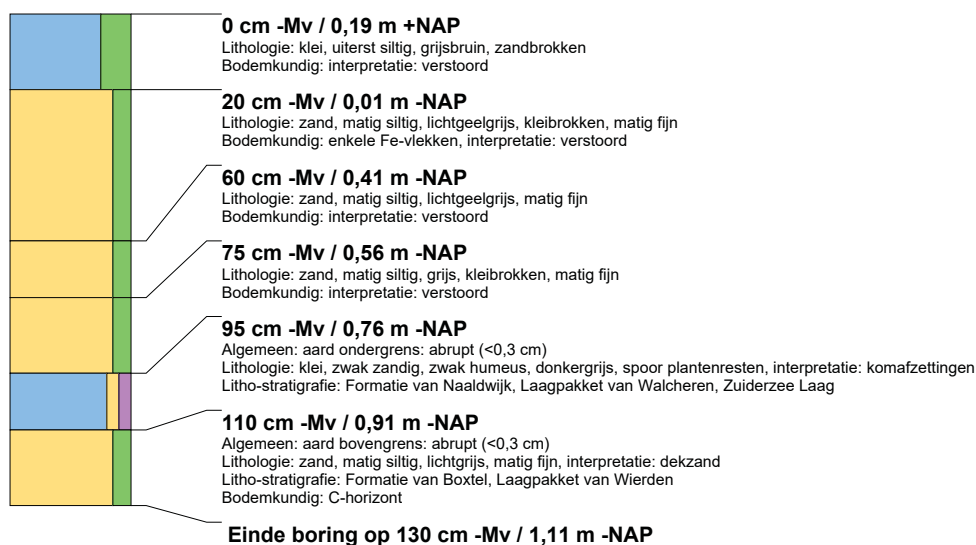 0 cm -Mv / 0,19 m +NAP
Lithologie: klei, uiterst siltig, grijsbruin, zandbrokken
Bodemkundig: interpretatie: verstoord
20 cm -Mv / 0,01 m -NAP
Lithologie: zand, matig siltig, lichtgeelgrijs, kleibrokken, matig fijn
Bodemkundig: enkele Fe-vlekken, interpretatie: verstoord
60 cm -Mv / 0,41 m -NAP
Lithologie: zand, matig siltig, lichtgeelgrijs, matig fijn
Bodemkundig: interpretatie: verstoord
75 cm -Mv / 0,56 m -NAP
Lithologie: zand, matig siltig, grijs, kleibrokken, matig fijn
Bodemkundig: interpretatie: verstoord
95 cm -Mv / 0,76 m -NAP
Algemeen: aard ondergrens: abrupt (<0,3 cm)
Lithologie: klei, zwak zandig, zwak humeus, donkergrijs, spoor plantenresten, interpretatie: komafzettingen
Litho-stratigrafie: Formatie van Naaldwijk, Laagpakket van Walcheren, Zuiderzee Laag
110 cm -Mv / 0,91 m -NAP
Algemeen: aard bovengrens: abrupt (<0,3 cm)
Lithologie: zand, matig siltig, lichtgrijs, matig fijn, interpretatie: dekzand
Litho-stratigrafie: Formatie van Boxtel, Laagpakket van Wierden
Bodemkundig: C-horizont
Einde boring op 130 cm -Mv / 1,11 m -NAP